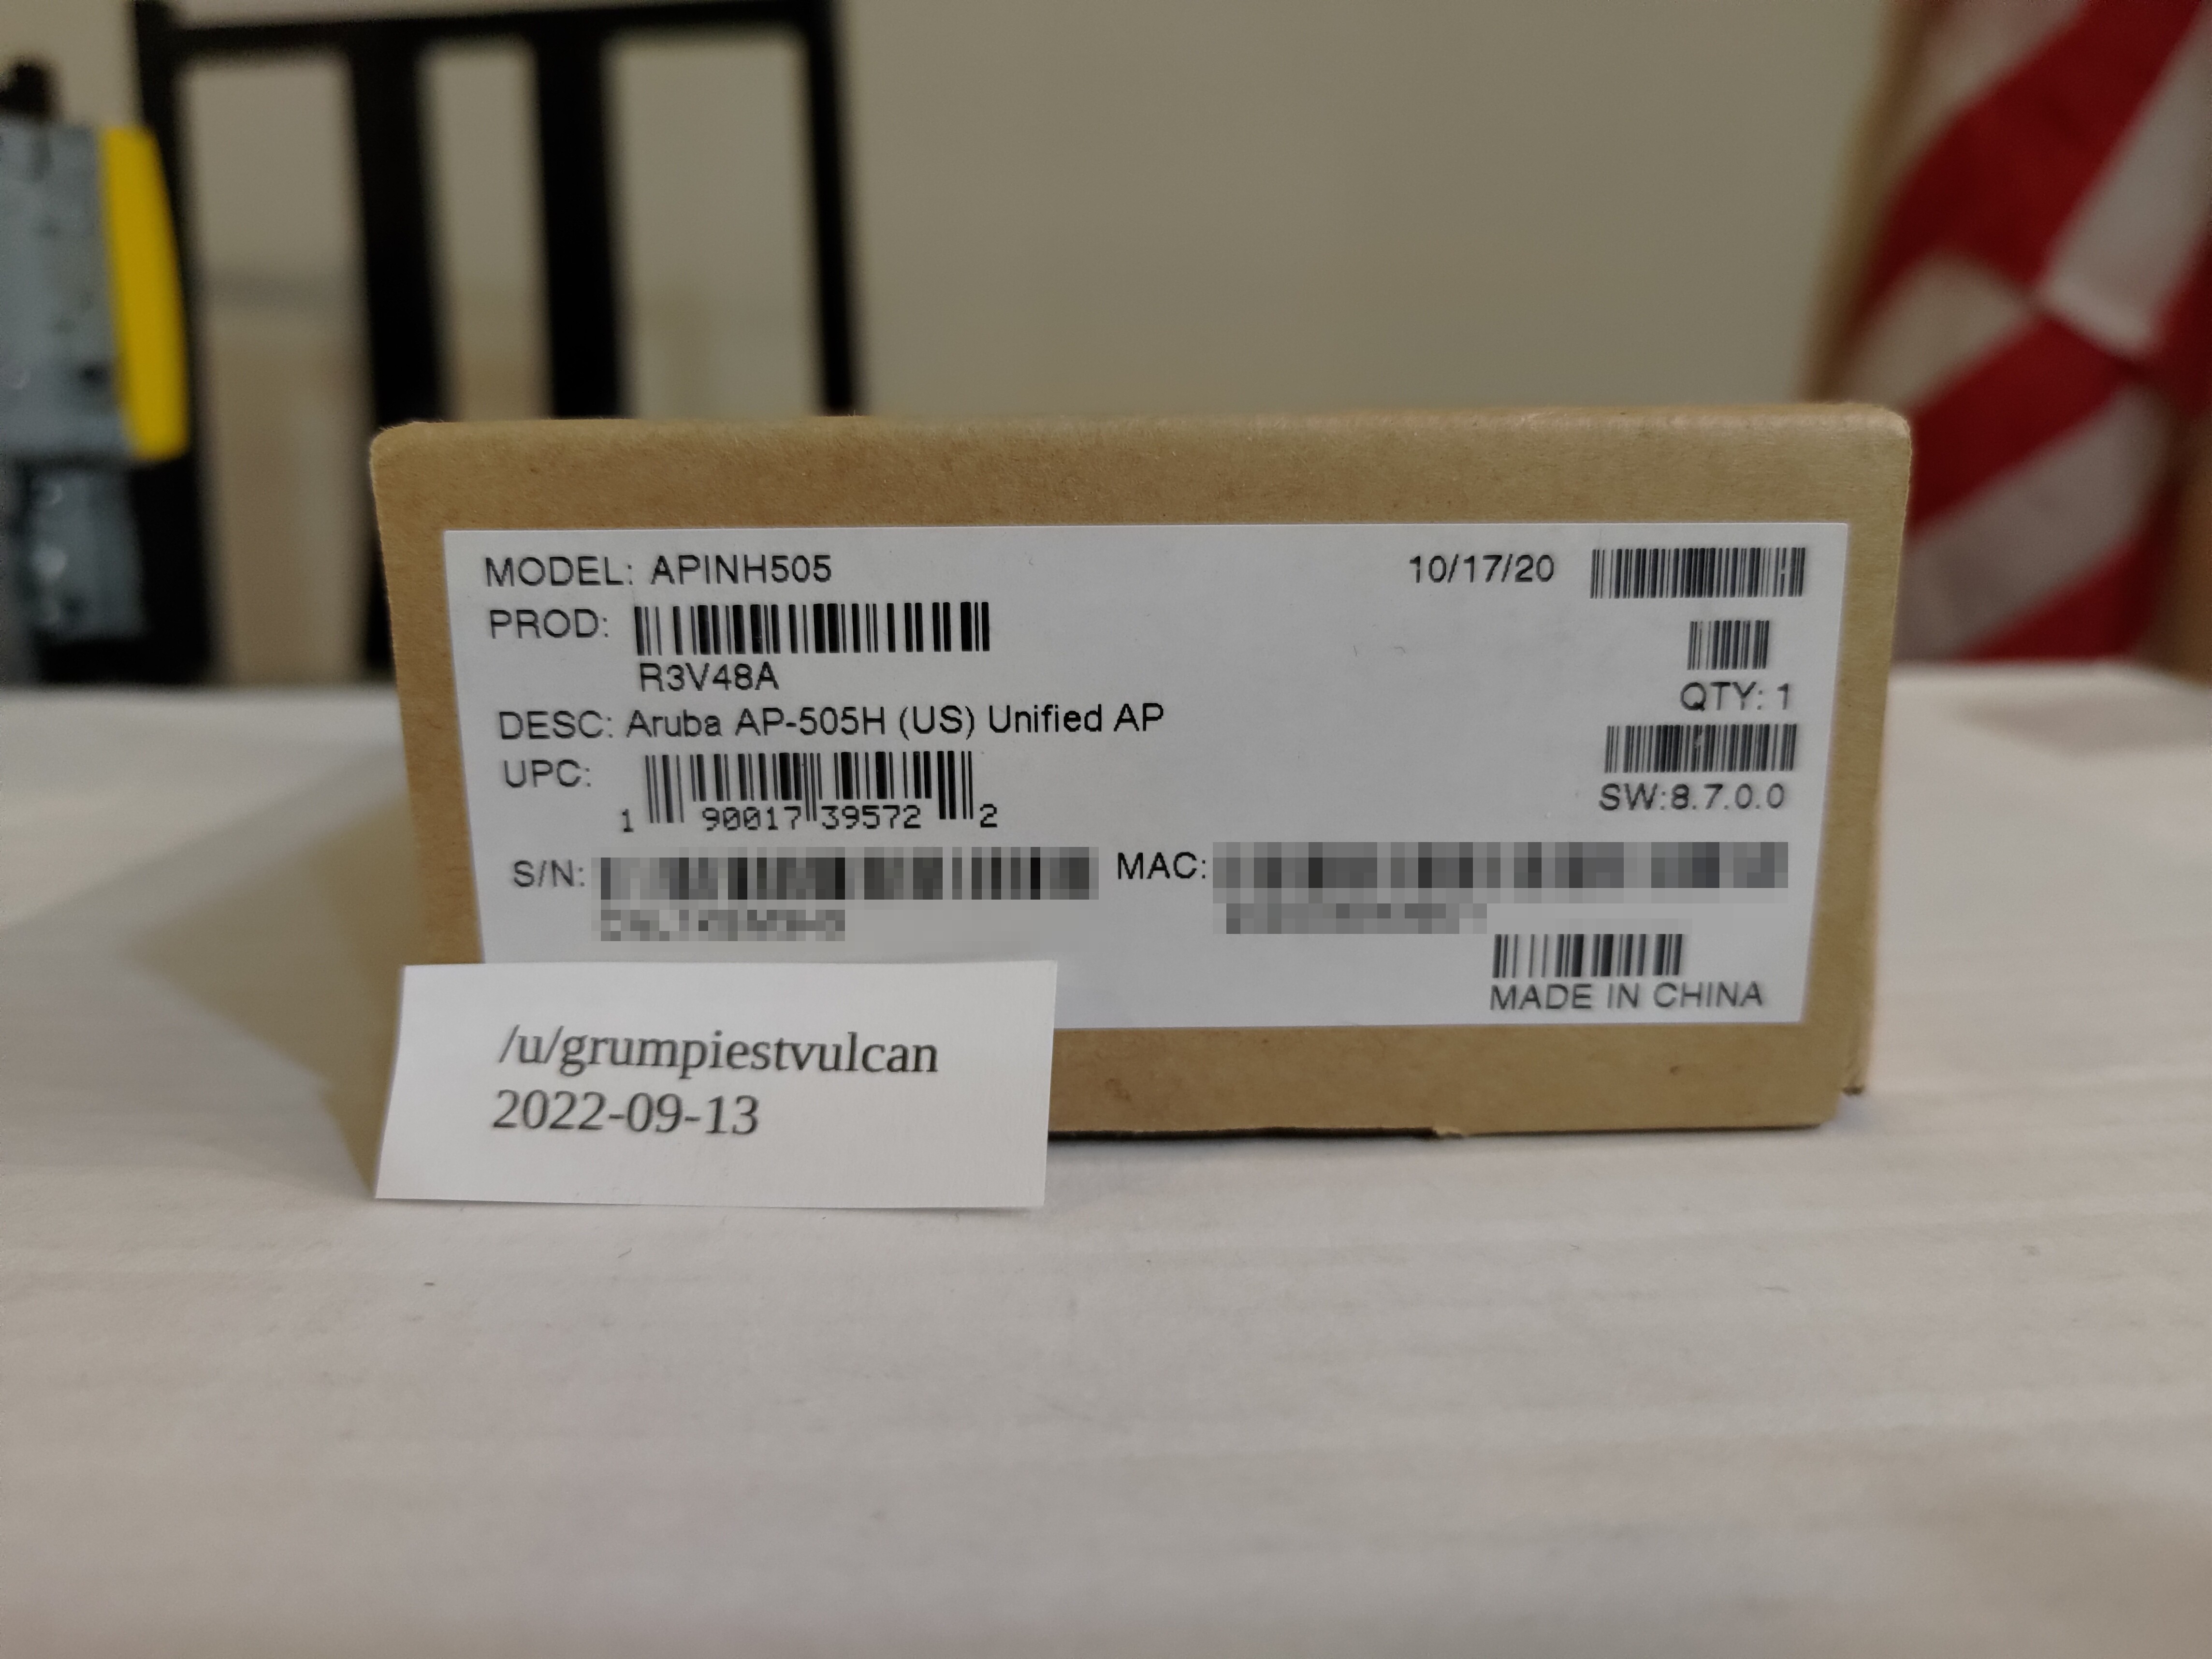 MODEL: APINH505
10/17/20
PROD:
R3V48A
QTY: 1
DESC: Aruba AP-505H (US) Unified AP
UPC:
1 90017 39572 2
SW:8.7.0.0
S/N:
MAC:
MADE IN CHINA
/u/grumpiestvulcan
2022-09-13